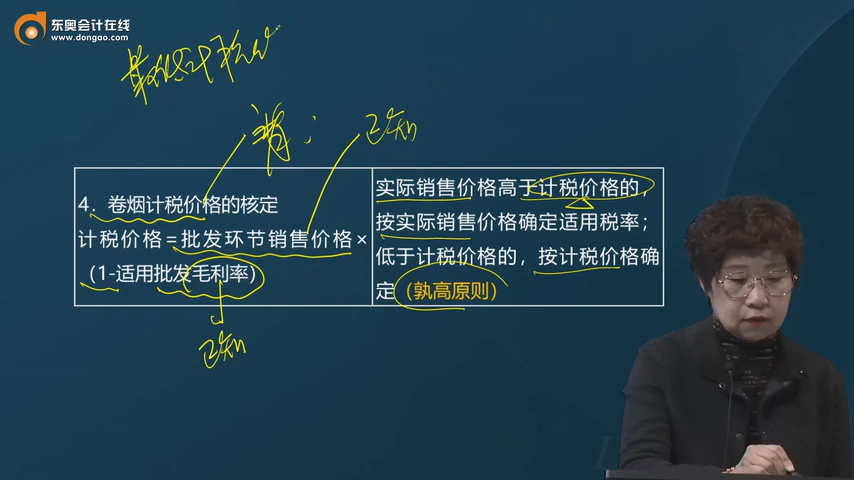 东奥会计在线
www.dongao.com
已知
4. 卷烟计税价格的核定
计税价格=批发环节销售价格×
（1-适用批发毛利率）
实际销售价格高于计税价格的，
按实际销售价格确定适用税率；
低于计税价格的，按计税价格确
定（孰高原则）
已知